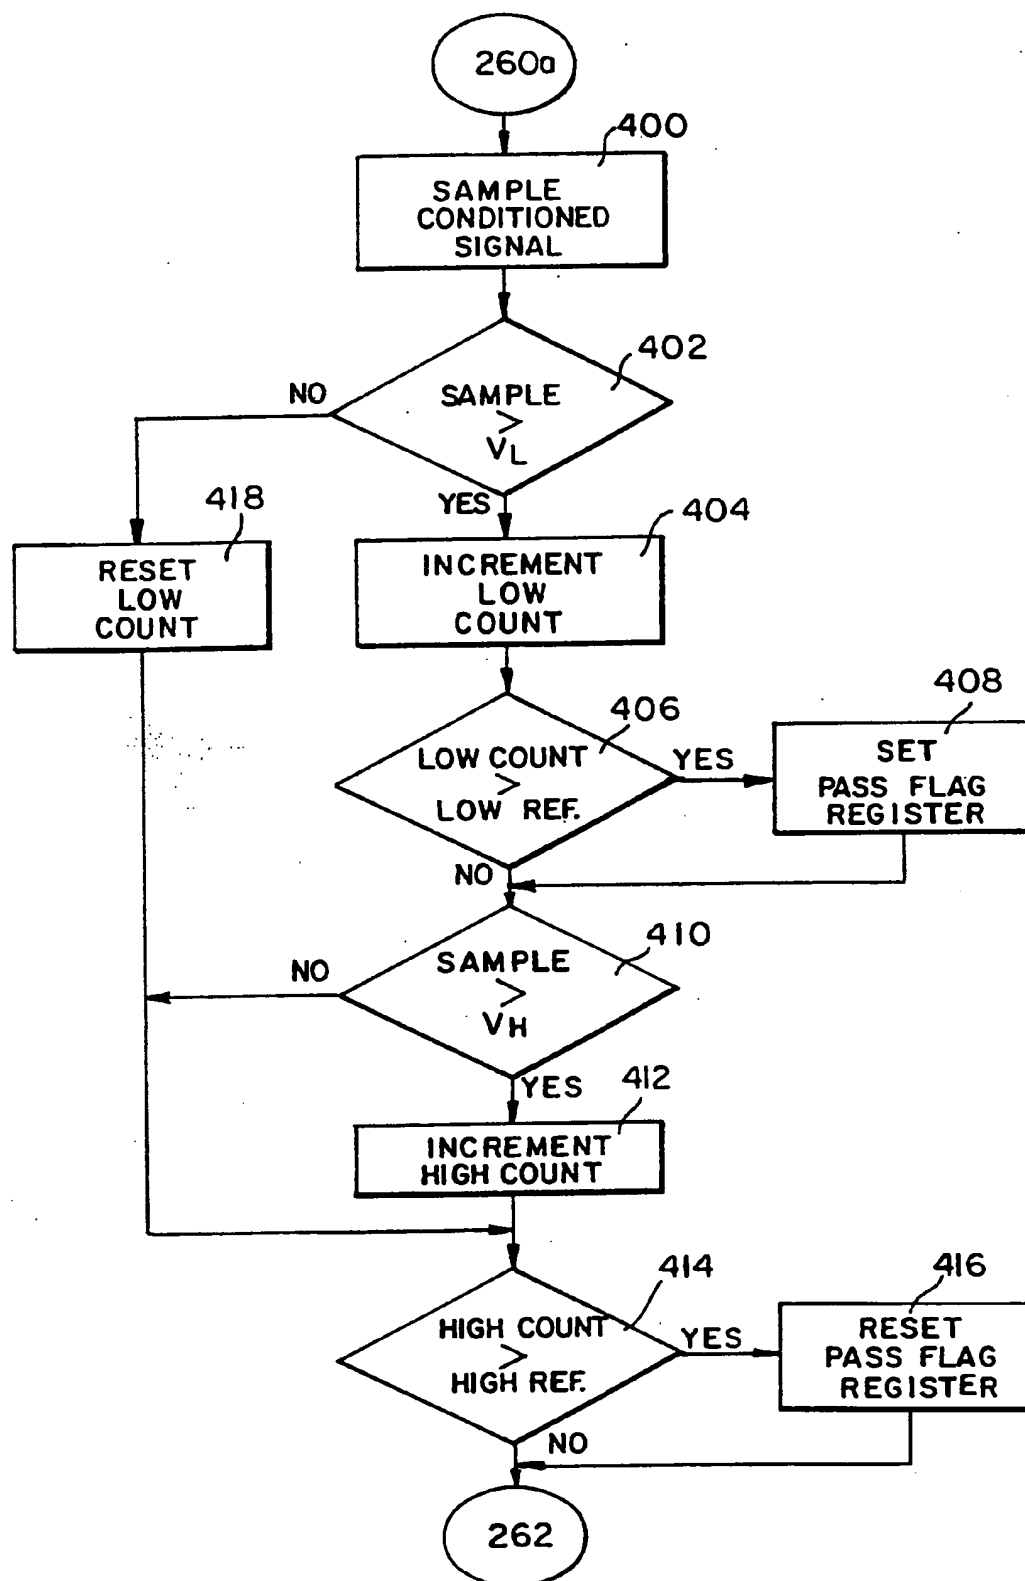 260a
400
SAMPLE
CONDITIONED
SIGNAL
402
NO
SAMPLE
>
VL
YES
418
404
RESET
LOW
COUNT
INCREMENT
LOW
COUNT
406
408
LOW COUNT
>
LOW REF.
YES
SET
PASS FLAG
REGISTER
NO
410
NO
SAMPLE
>
VH
YES
412
INCREMENT
HIGH COUNT
414
416
HIGH COUNT
>
HIGH REF.
YES
RESET
PASS FLAG
REGISTER
NO
262